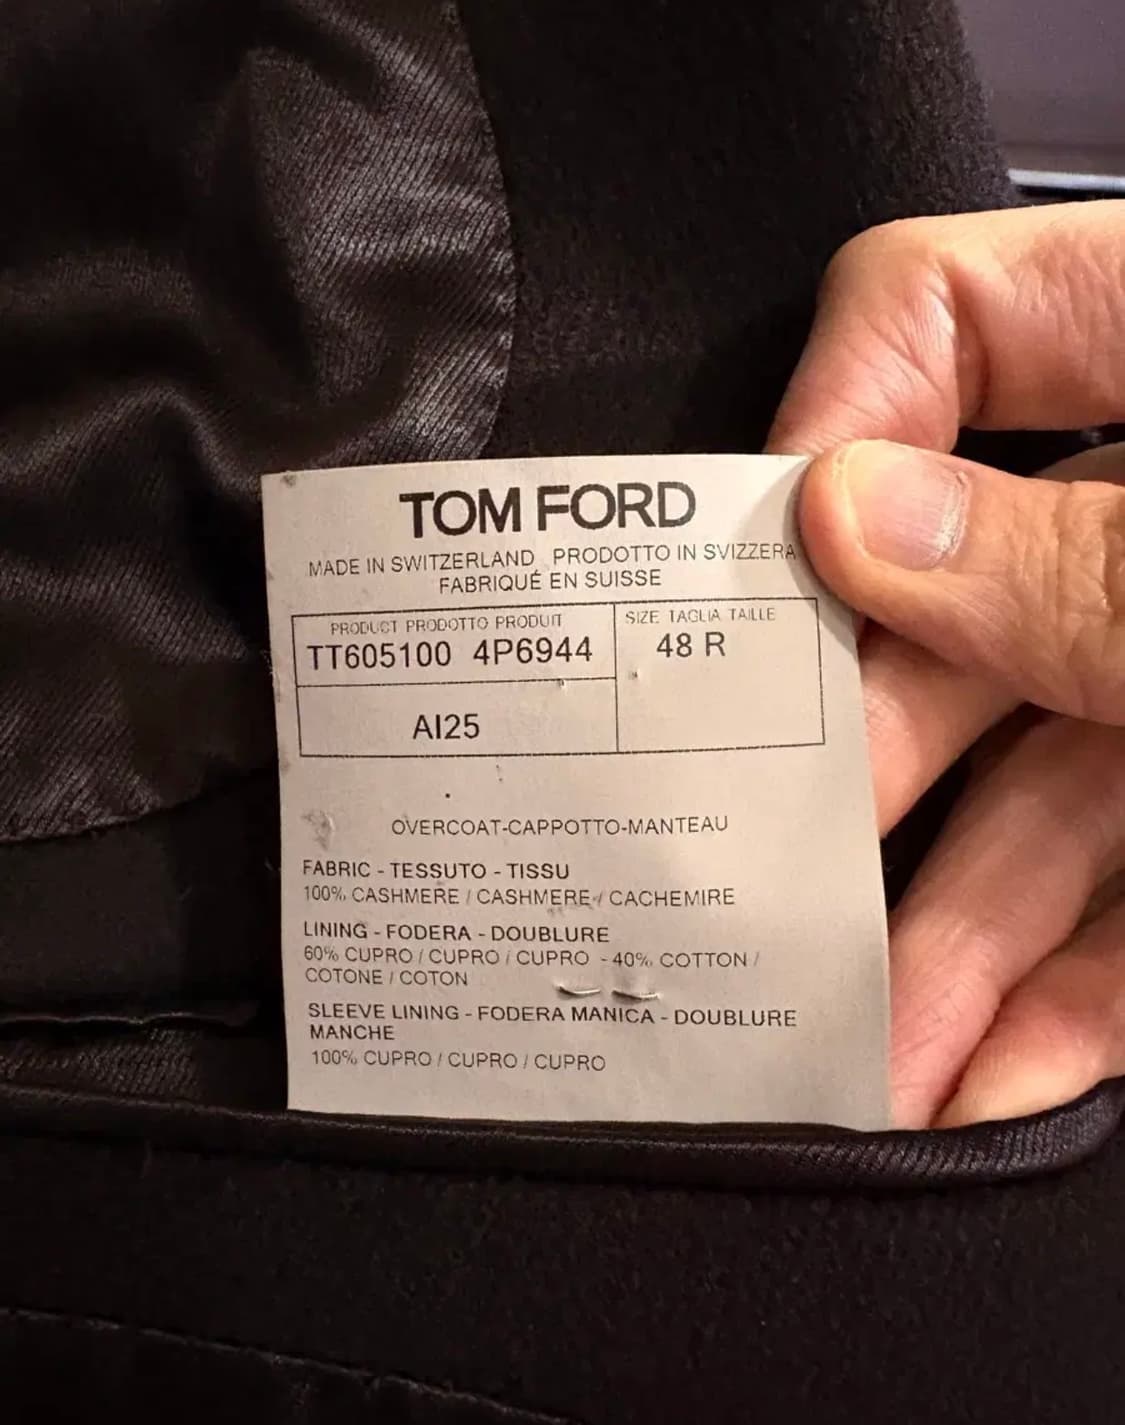 TOM FORD
MADE IN SWITZERLAND PRODOTTO IN SVIZZERA
FABRIQUÉ EN SUISSE
PRODUCT PRODOTTO PRODUIT
TT605100 4P6944
SIZE TAGLIA TAILLE
48 R
AI25
OVERCOAT-CAPPOTTO-MANTEAU
FABRIC - TESSUTO - TISSU
100% CASHMERE / CASHMERE / CACHEMIRE
LINING - FODERA - DOUBLURE
60% CUPRO / CUPRO / CUPRO - 40% COTTON /
COTONE / COTON
SLEEVE LINING - FODERA MANICA - DOUBLURE
MANCHE
100% CUPRO / CUPRO / CUPRO